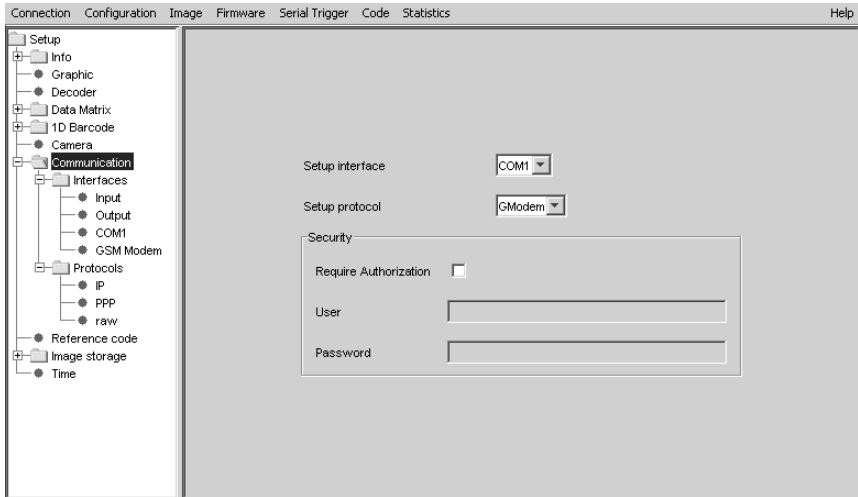 Connection Configuration Image Firmware Serial Trigger Code Statistics Help
Setup
Info
Graphic
Decoder
Data Matrix
1D Barcode
Camera
Communication
Interfaces
Input
Output
COM1
GSM Modem
Protocols
IP
PPP
raw
Reference code
Image storage
Time
Setup interface COM1
Setup protocol GModem
Security
Require Authorization
User
Password